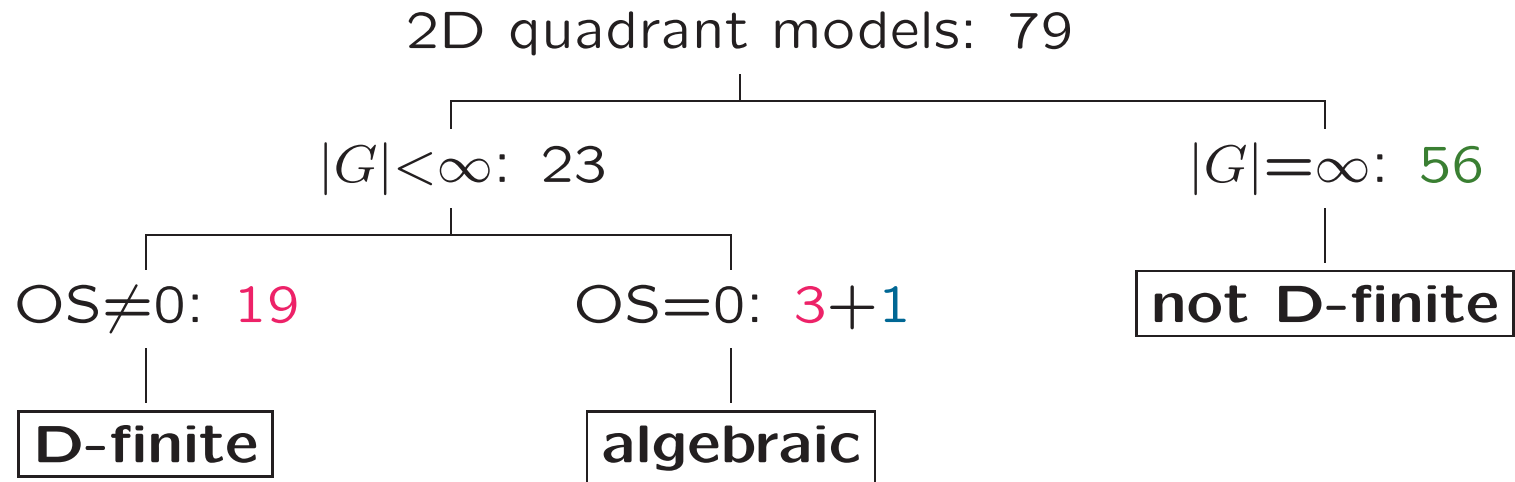 2D quadrant models: 79
|G|<∞: 23 |G|=∞: 56
OS≠0: 19 OS=0: 3+1 not D-finite
D-finite algebraic